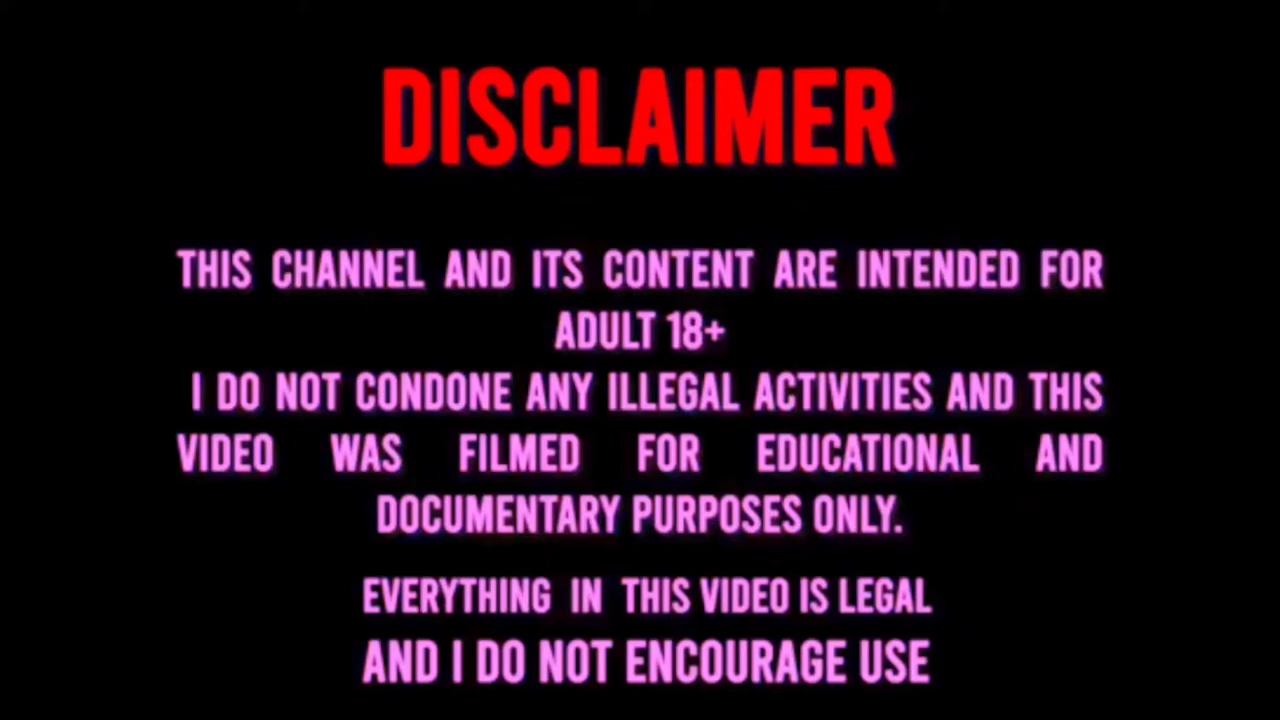 DISCLAIMER
THIS CHANNEL AND ITS CONTENT ARE INTENDED FOR
ADULT 18+
I DO NOT CONDONE ANY ILLEGAL ACTIVITIES AND THIS
VIDEO WAS FILMED FOR EDUCATIONAL AND
DOCUMENTARY PURPOSES ONLY.
EVERYTHING IN THIS VIDEO IS LEGAL
AND I DO NOT ENCOURAGE USE